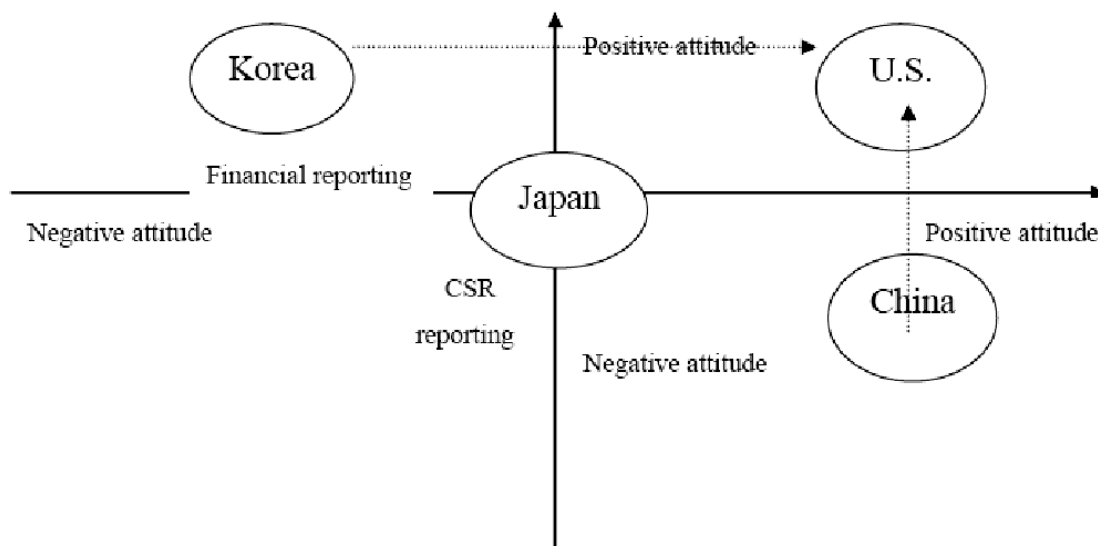 Korea
Positive attitude
U.S.
Financial reporting
Japan
Negative attitude
Positive attitude
CSR
reporting
China
Negative attitude